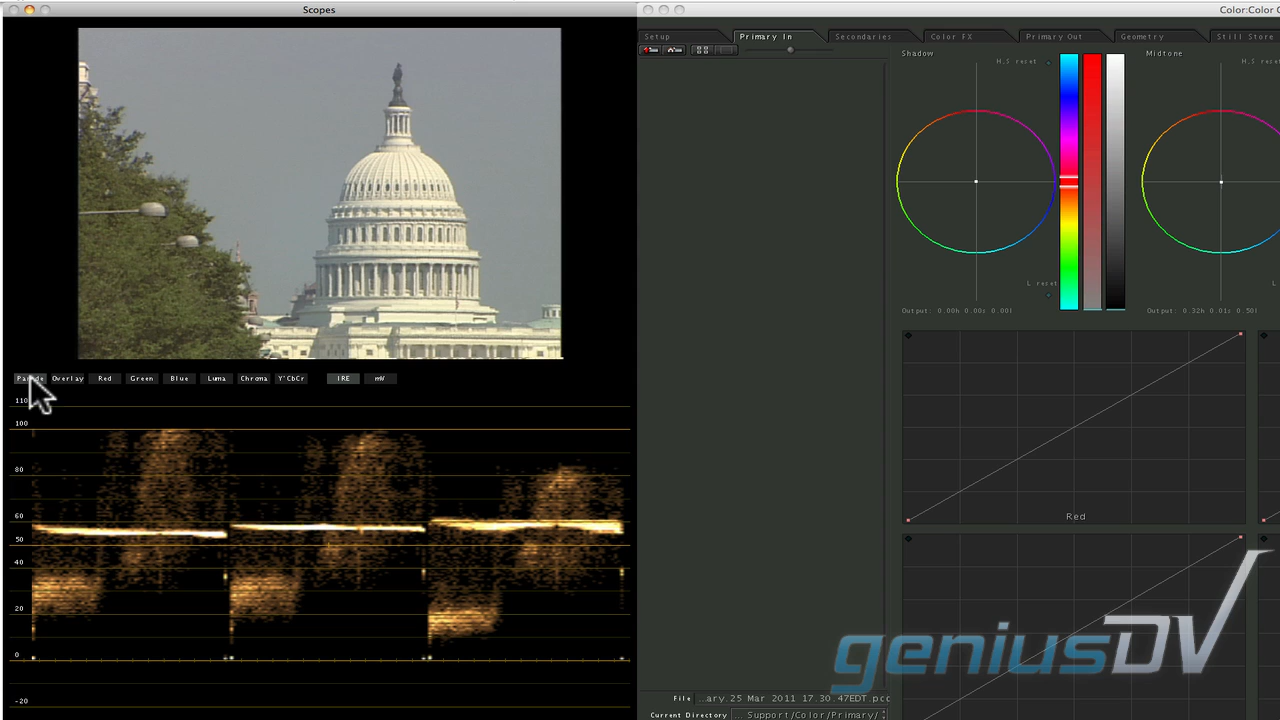 Scopes
Color:Color
Setup
Primary In
Secondaries
Color FX
Primary Out
Geometry
Still Store
Shadow
H,S reset
Midtone
H,S reset
L reset
L
Output: 0.00h 0.00s 0.00l
Output: 0.32h 0.01s 0.50l
Parade Overlay Red Green Blue Luma Chroma Y'CbCr IRE mV
110
100
80
60
50
40
20
0
-20
Red
geniusDV
File ...ary.25 Mar 2011 17.30.47EDT.pcc
Current Directory ... Support/Color/Primary/